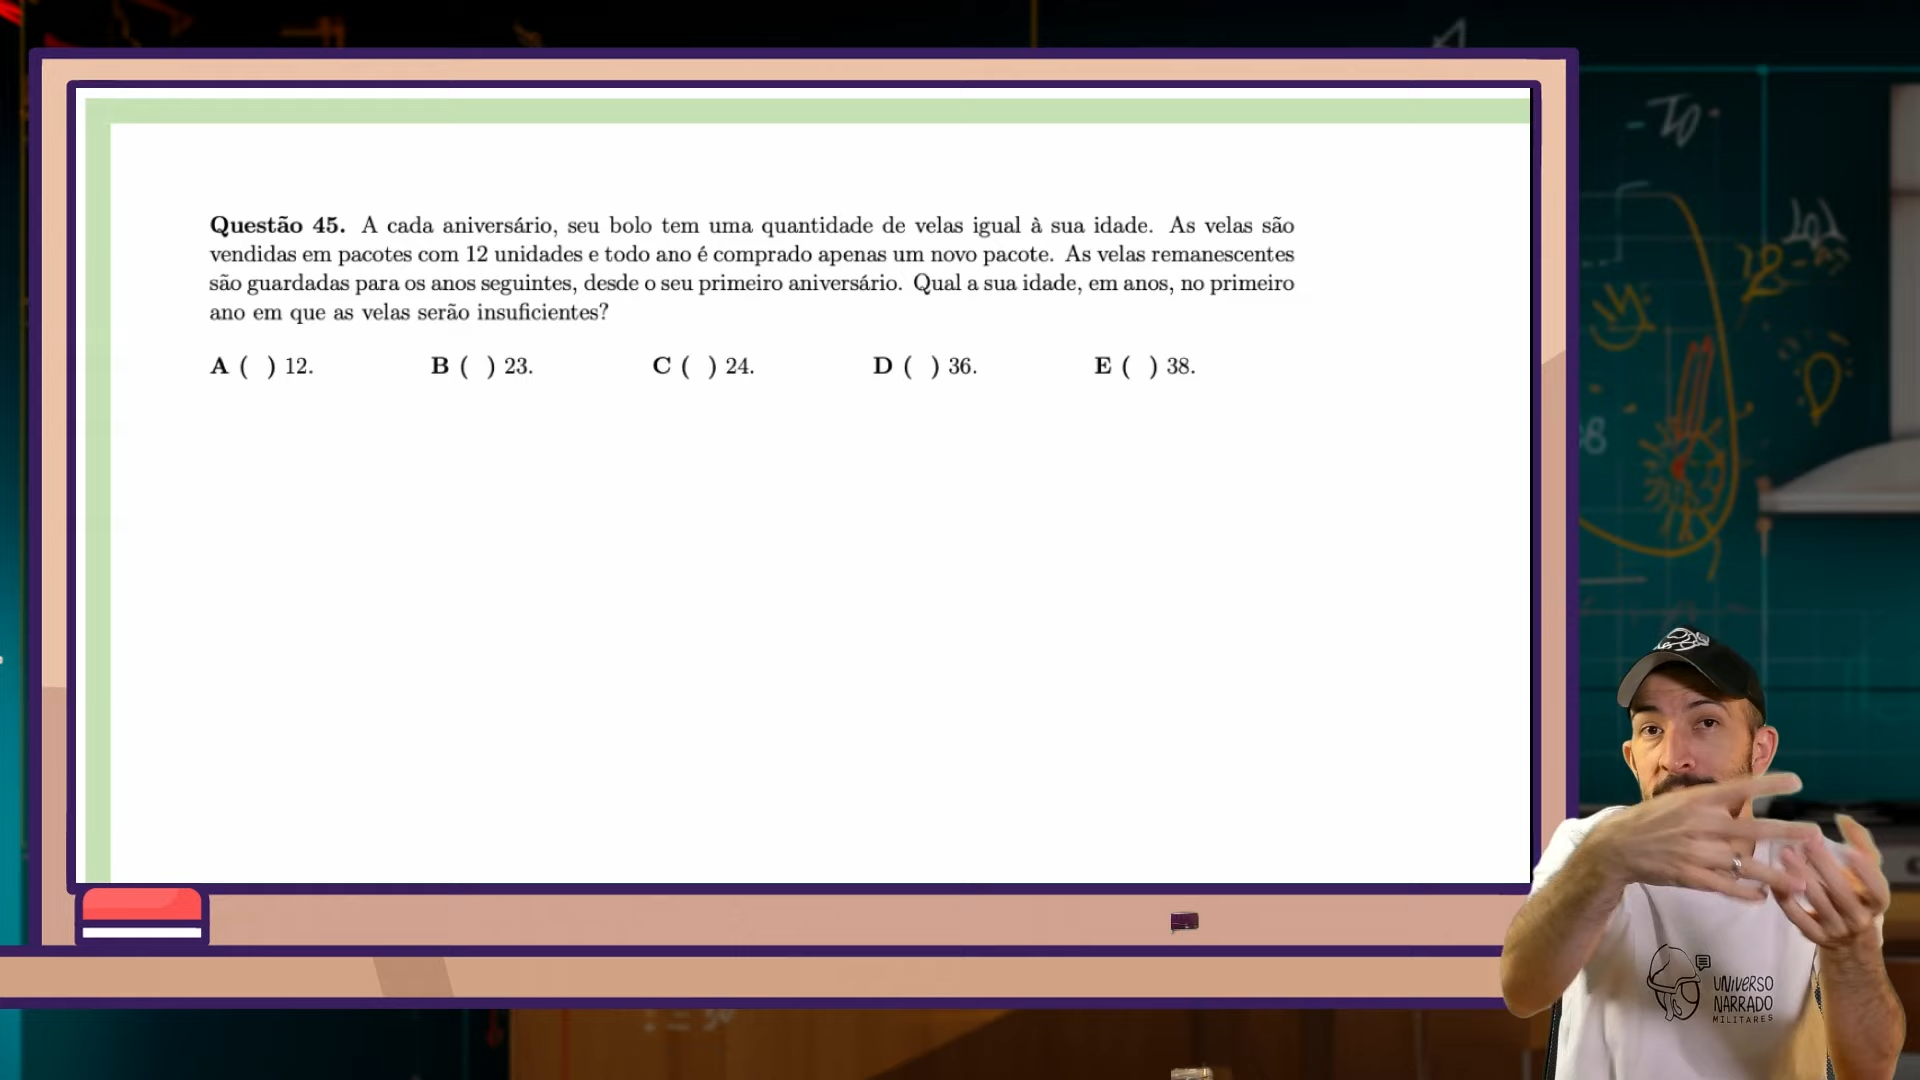 Questão 45. A cada aniversário, seu bolo tem uma quantidade de velas igual à sua idade. As velas são
vendidas em pacotes com 12 unidades e todo ano é comprado apenas um novo pacote. As velas remanescentes
são guardadas para os anos seguintes, desde o seu primeiro aniversário. Qual a sua idade, em anos, no primeiro
ano em que as velas serão insuficientes?
A ( ) 12. B ( ) 23. C ( ) 24. D ( ) 36. E ( ) 38.
UNIVERSO
NARRADO
MILITARES